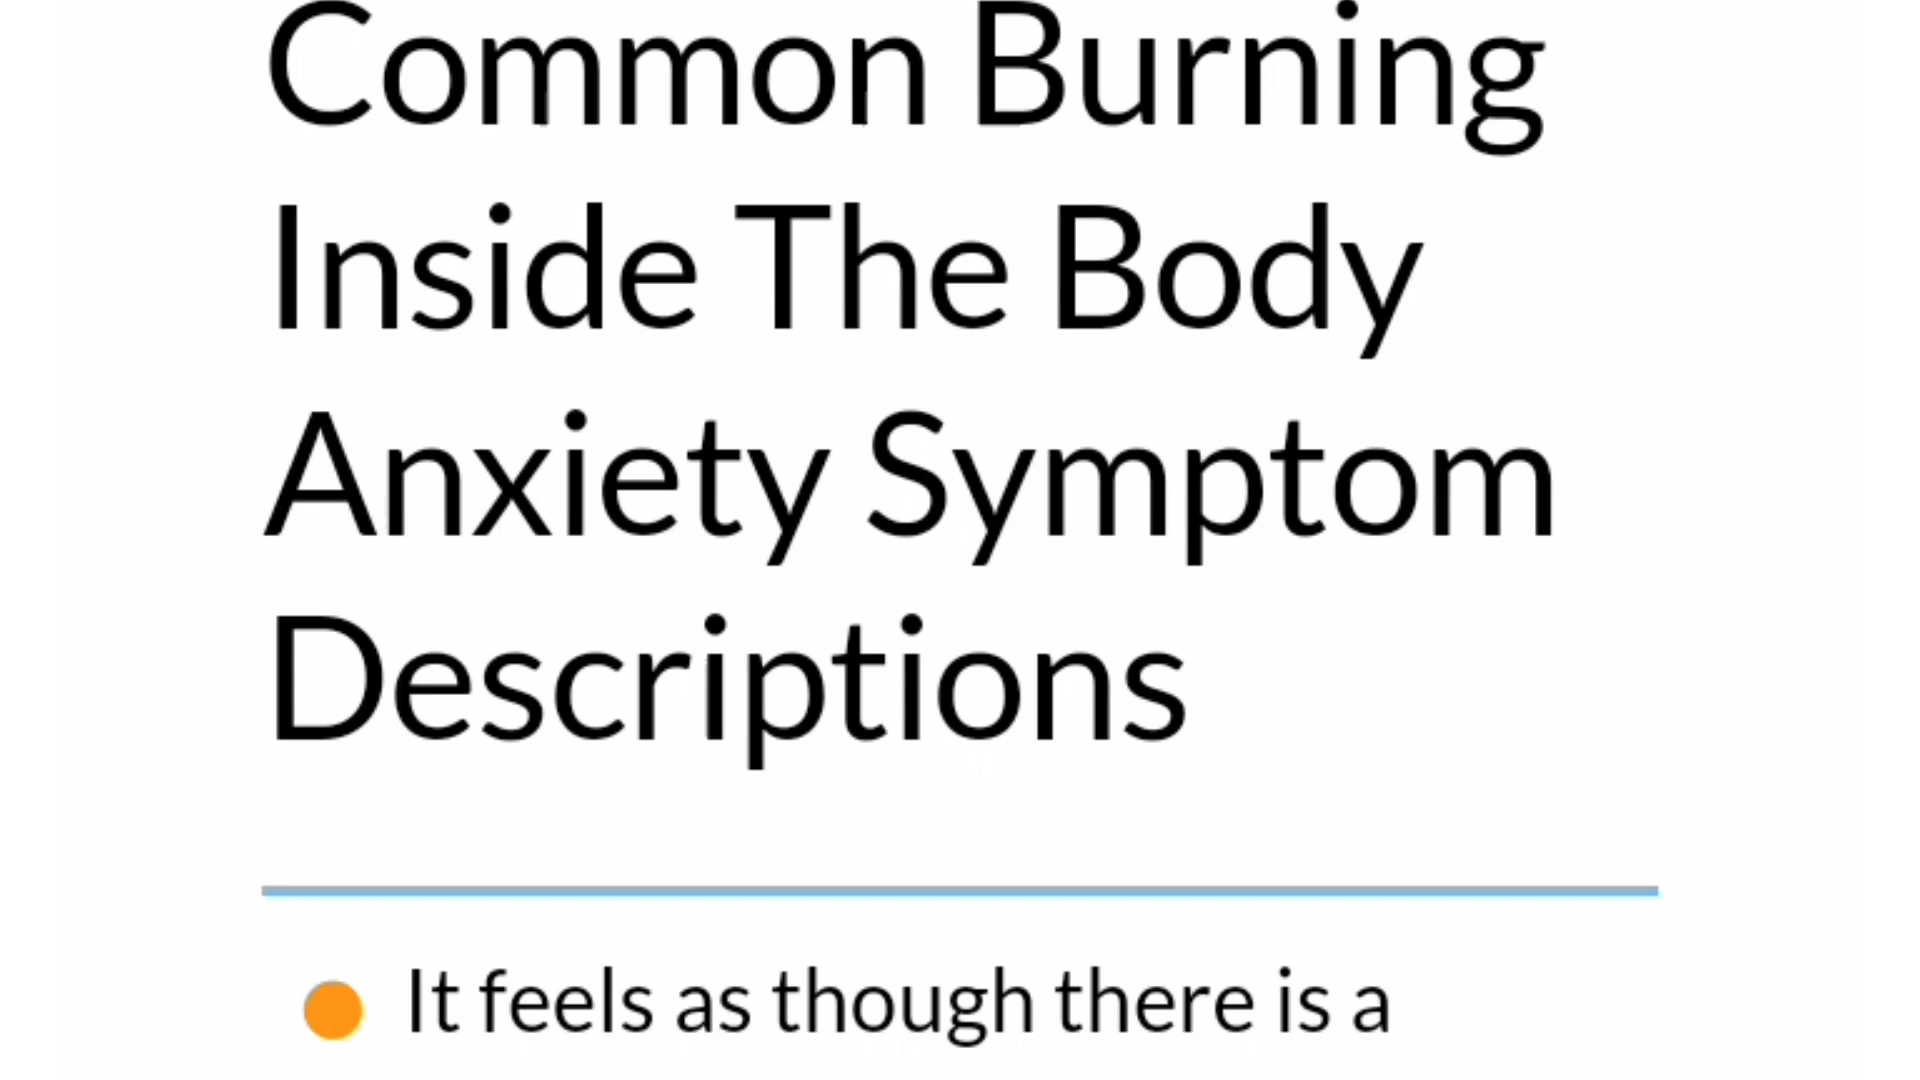 Common Burning
Inside The Body
Anxiety Symptom
Descriptions
It feels as though there is a